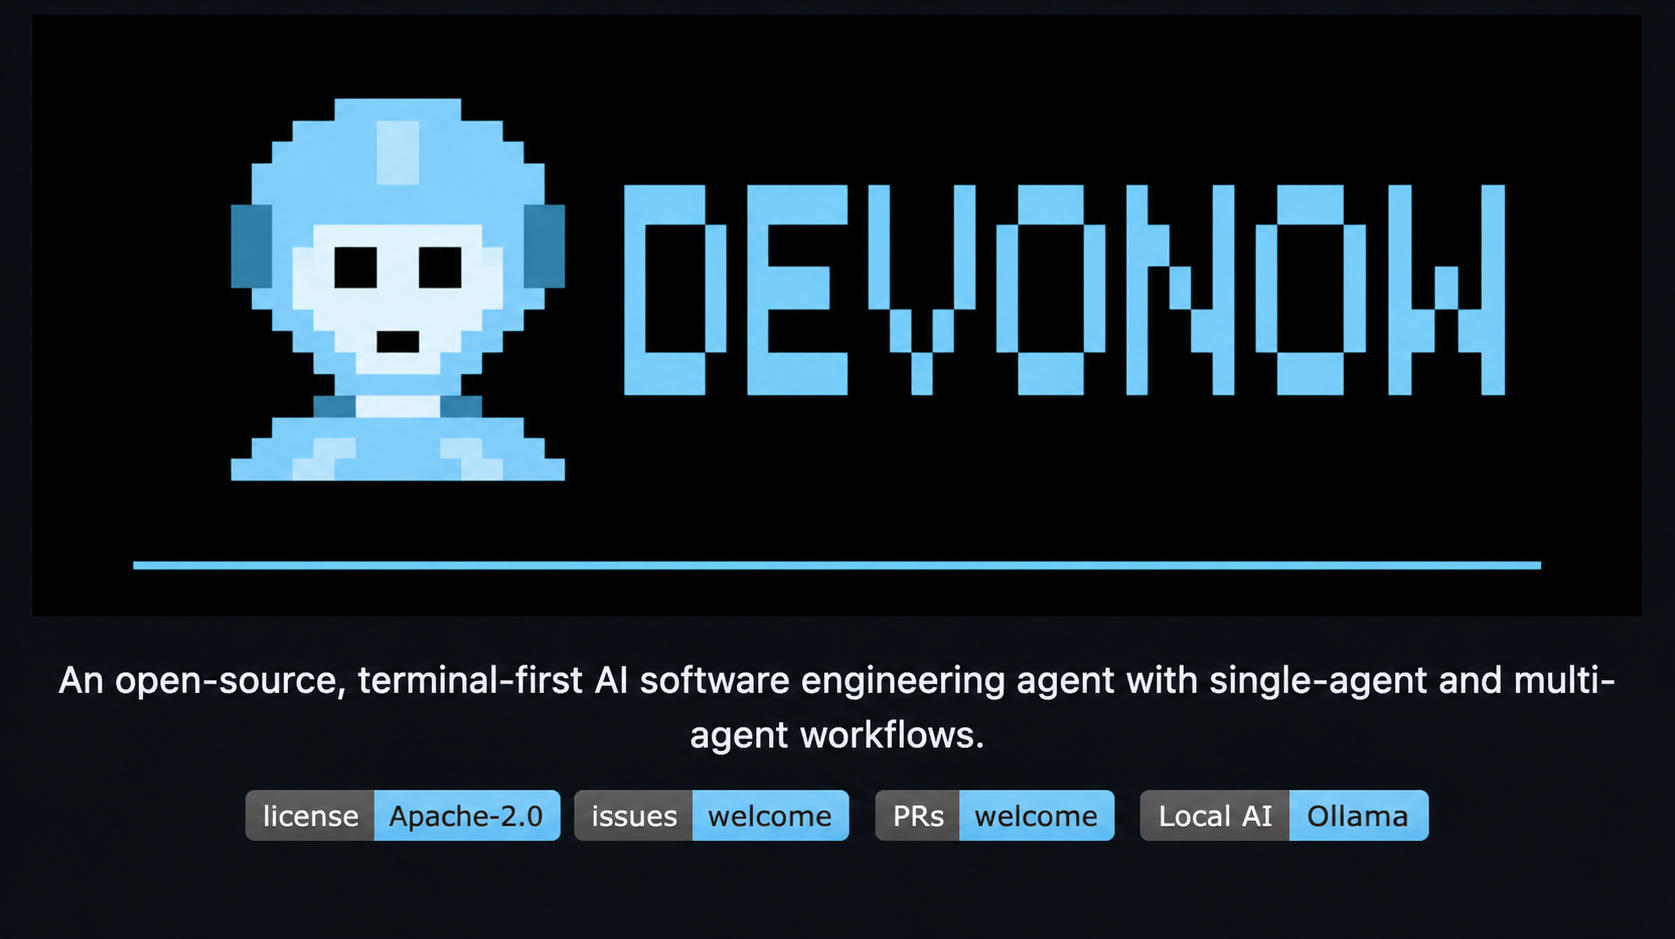 DEVONOW
An open-source, terminal-first AI software engineering agent with single-agent and multi-
agent workflows.
license Apache-2.0 issues welcome PRs welcome Local AI Ollama